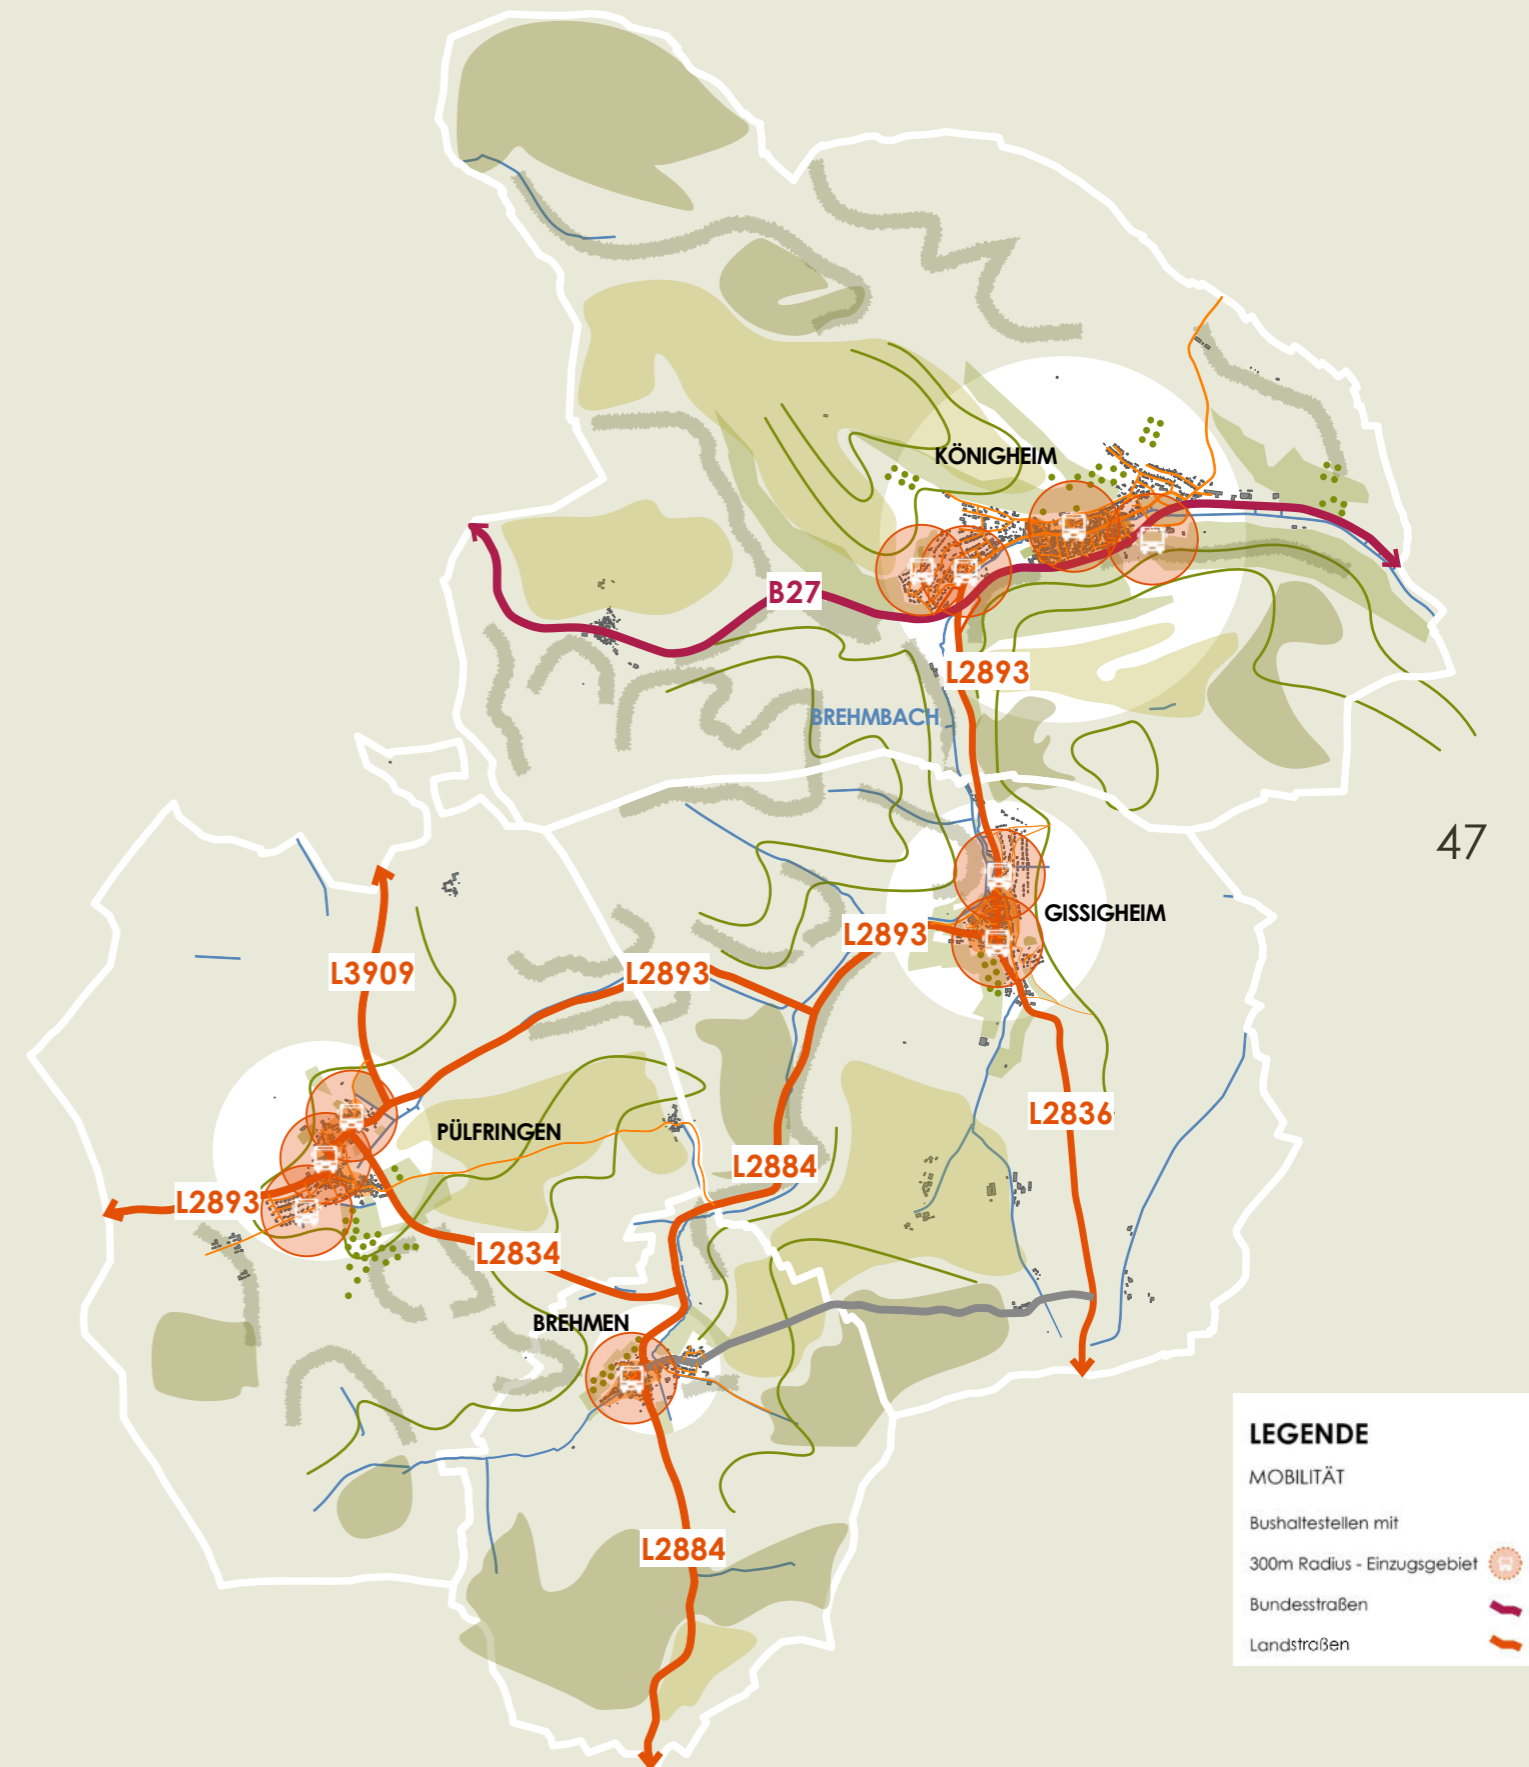 KÖNIGHEIM
B27
L2893
BREHMBACH
47
GISSIGHEIM
L2893
L3909
L2893
L2836
PÜLFRINGEN
L2884
L2893
L2834
BREHMEN
L2884
LEGENDE
MOBILITÄT
Bushaltestellen mit
300m Radius - Einzugsgebiet
Bundesstraßen
Landstraßen